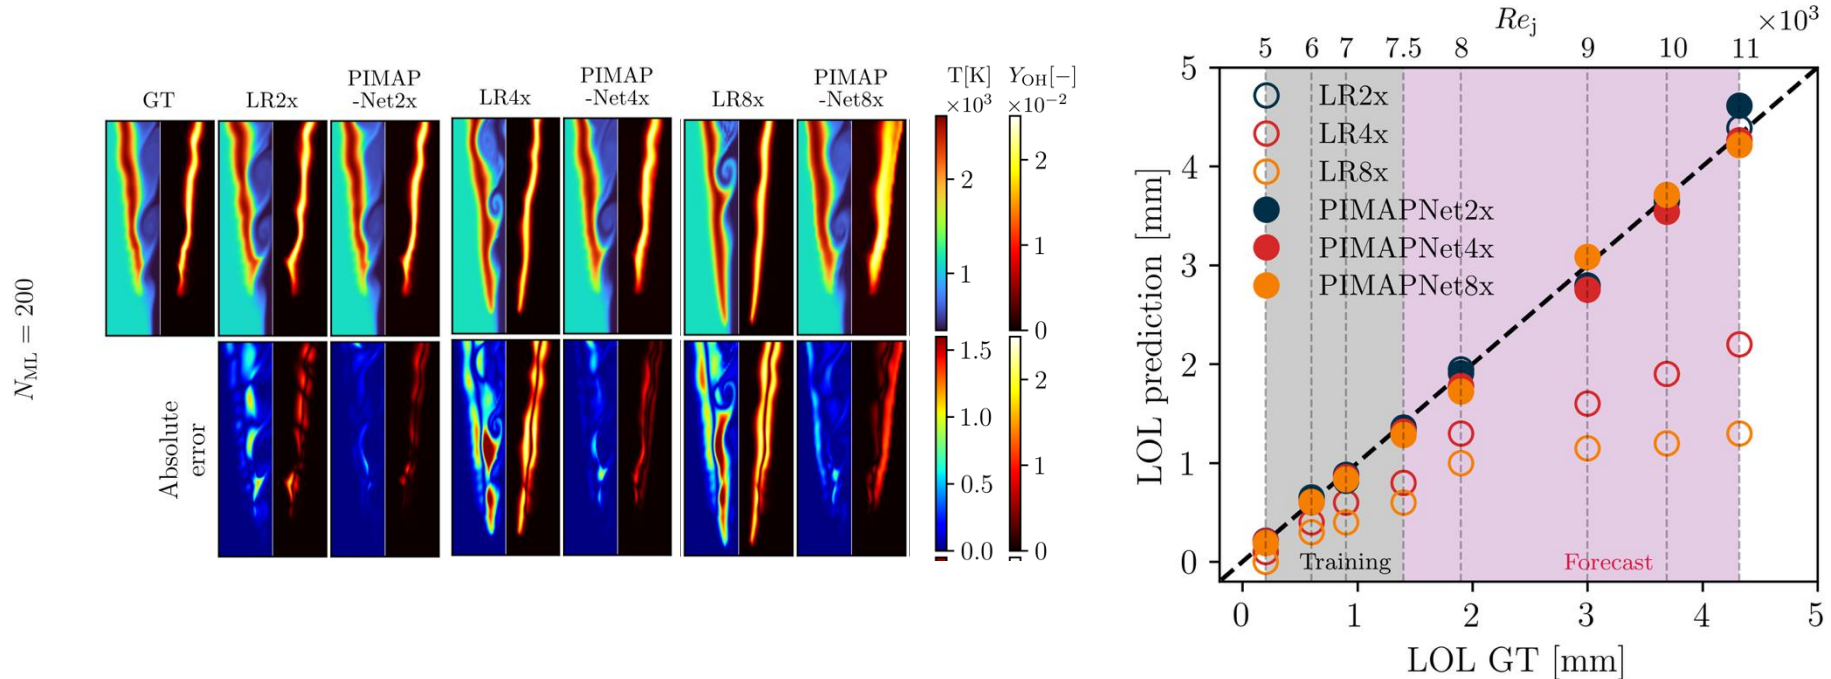 GT
LR2x
PIMAP
-Net2x
LR4x
PIMAP
-Net4x
LR8x
PIMAP
-Net8x
T[K]
×10³
Y_OH[−]
×10⁻²
2
1
2
1
0
N_ML = 200
Absolute
error
1.5
1.0
0.5
0.0
2
1
0
Re_j
×10³
5 6 7 7.5 8 9 10 11
LR2x
LR4x
LR8x
PIMAPNet2x
PIMAPNet4x
PIMAPNet8x
Training
Forecast
5
4
3
2
1
0
LOL prediction [mm]
0 1 2 3 4 5
LOL GT [mm]